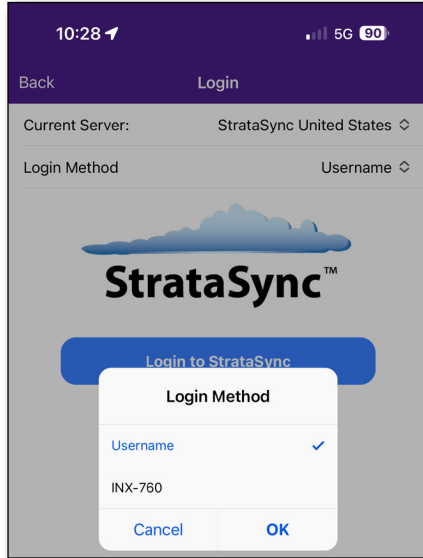 10:28 5G 90
Back Login
Current Server: StrataSync United States
Login Method Username
StrataSync™
Login to StrataSync
Login Method
Username
INX-760
Cancel OK